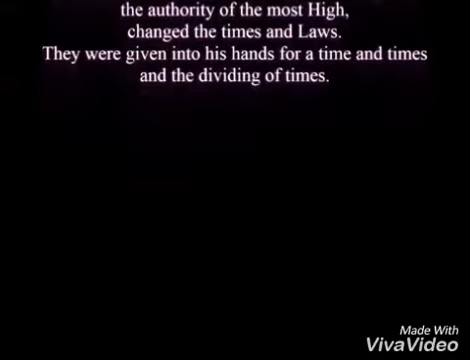 the authority of the most High,
changed the times and Laws.
They were given into his hands for a time and times
and the dividing of times.
Made With
VivaVideo